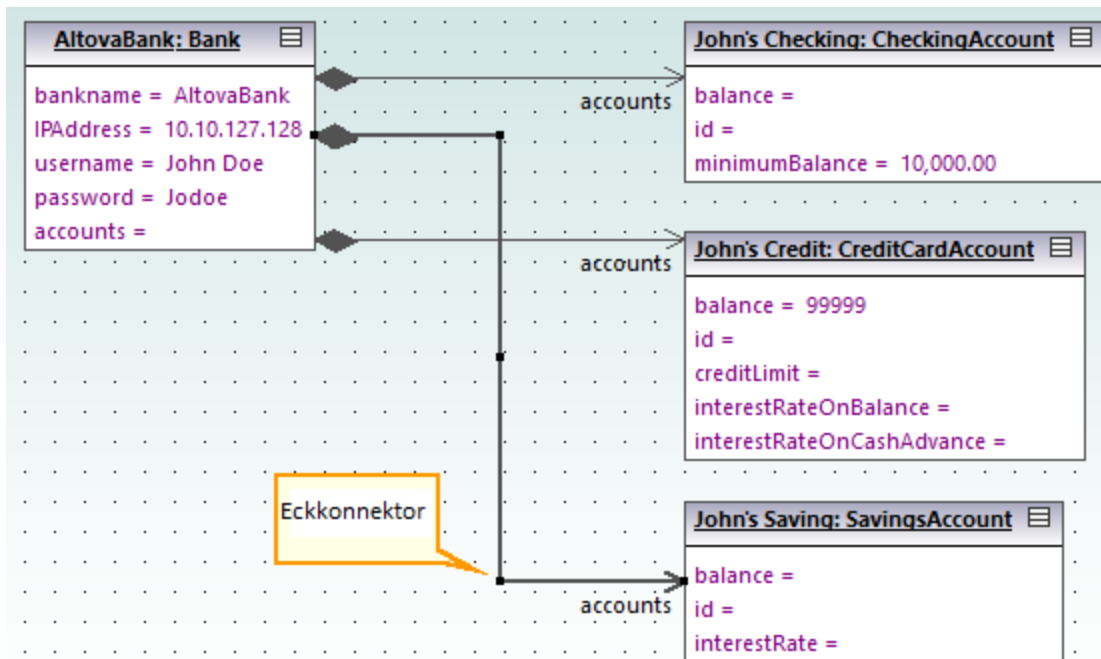 AltovaBank: Bank
bankname = AltovaBank
IPAddress = 10.10.127.128
username = John Doe
password = Jodoe
accounts =
accounts
John's Checking: CheckingAccount
balance =
id =
minimumBalance = 10,000.00
accounts
John's Credit: CreditCardAccount
balance = 99999
id =
creditLimit =
interestRateOnBalance =
interestRateOnCashAdvance =
Eckkonnektor
accounts
John's Saving: SavingsAccount
balance =
id =
interestRate =